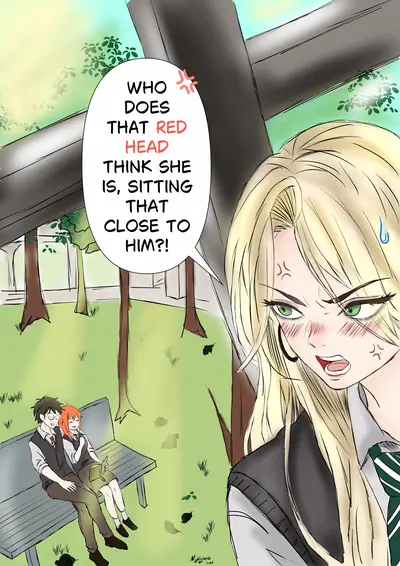 WHO
DOES
THAT RED
HEAD
THINK SHE
IS, SITTING
THAT
CLOSE TO
HIM?!